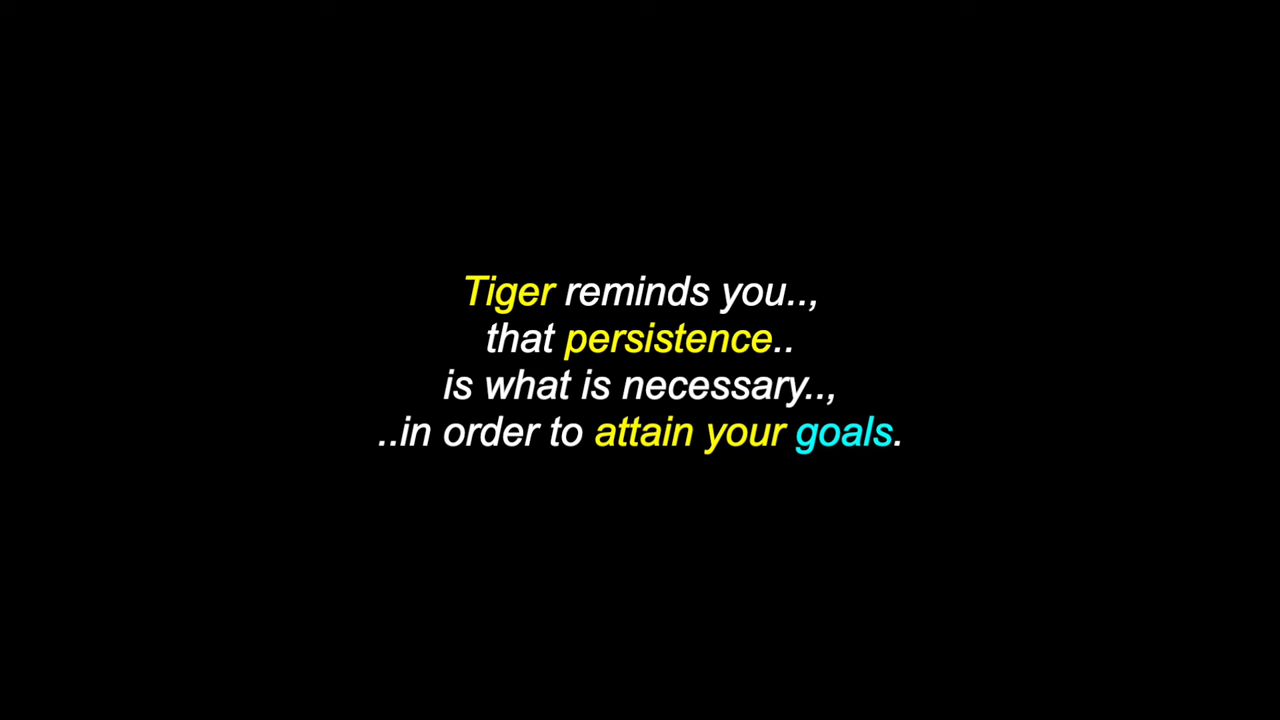 Tiger reminds you..,
that persistence..
is what is necessary..,
..in order to attain your goals.